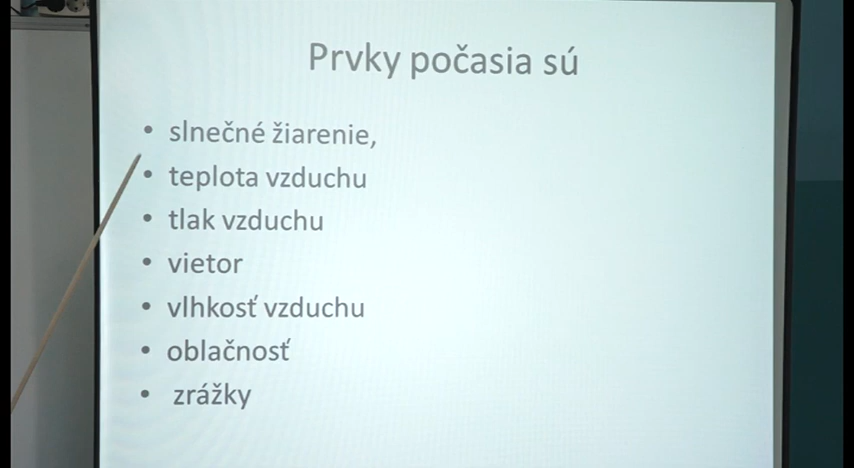 Prvky počasia sú
• slnečné žiarenie,
• teplota vzduchu
• tlak vzduchu
• vietor
• vlhkosť vzduchu
• oblačnosť
• zrážky